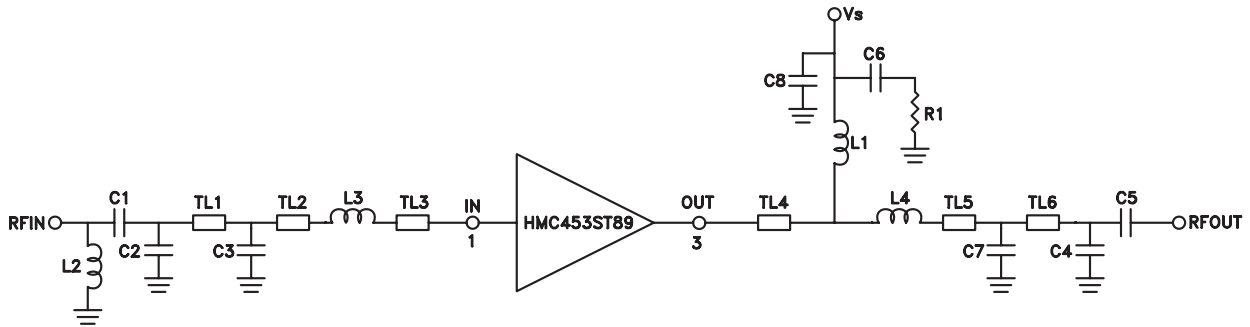 Vs
C6
C8
R1
L1
RFIN
C1
TL1
TL2
L3
TL3
IN
HMC453ST89
OUT
TL4
L4
TL5
TL6
C5
RFOUT
L2
C2
C3
1
3
C7
C4